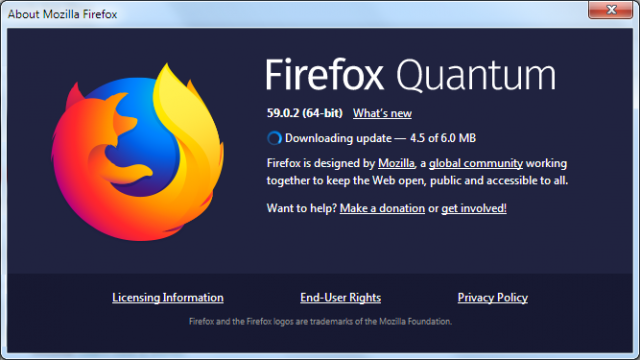 About Mozilla Firefox
Firefox Quantum
59.0.2 (64-bit) What's new
Downloading update — 4.5 of 6.0 MB
Firefox is designed by Mozilla, a global community working
together to keep the Web open, public and accessible to all.
Want to help? Make a donation or get involved!
Licensing Information End-User Rights Privacy Policy
Firefox and the Firefox logos are trademarks of the Mozilla Foundation.